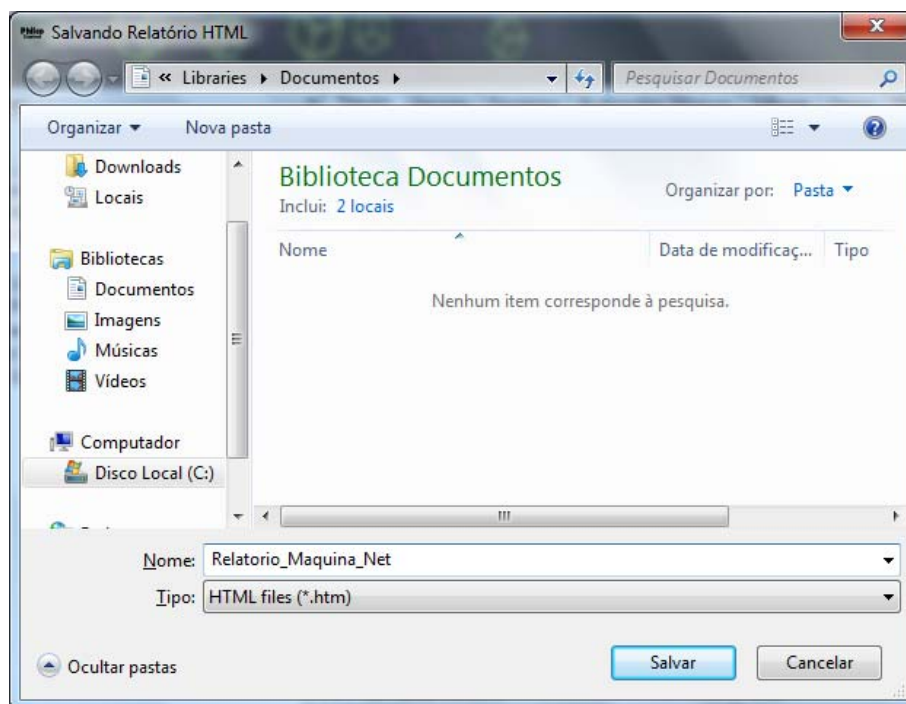 Salvando Relatório HTML
« Libraries ▸ Documentos ▸
Pesquisar Documentos
Organizar
Nova pasta
Downloads
Locais
Bibliotecas
Documentos
Imagens
Músicas
Vídeos
Computador
Disco Local (C:)
Biblioteca Documentos
Inclui: 2 locais
Organizar por: Pasta
Nome
Data de modificaç...
Tipo
Nenhum item corresponde à pesquisa.
Nome: Relatorio_Maquina_Net
Tipo: HTML files (*.htm)
Ocultar pastas
Salvar
Cancelar